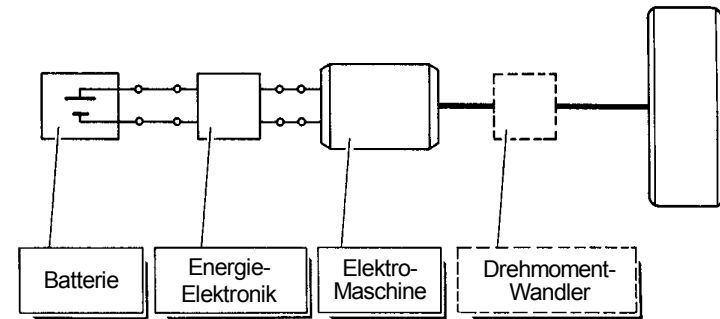 Batterie
Energie-
Elektronik
Elektro-
Maschine
Drehmoment-
Wandler